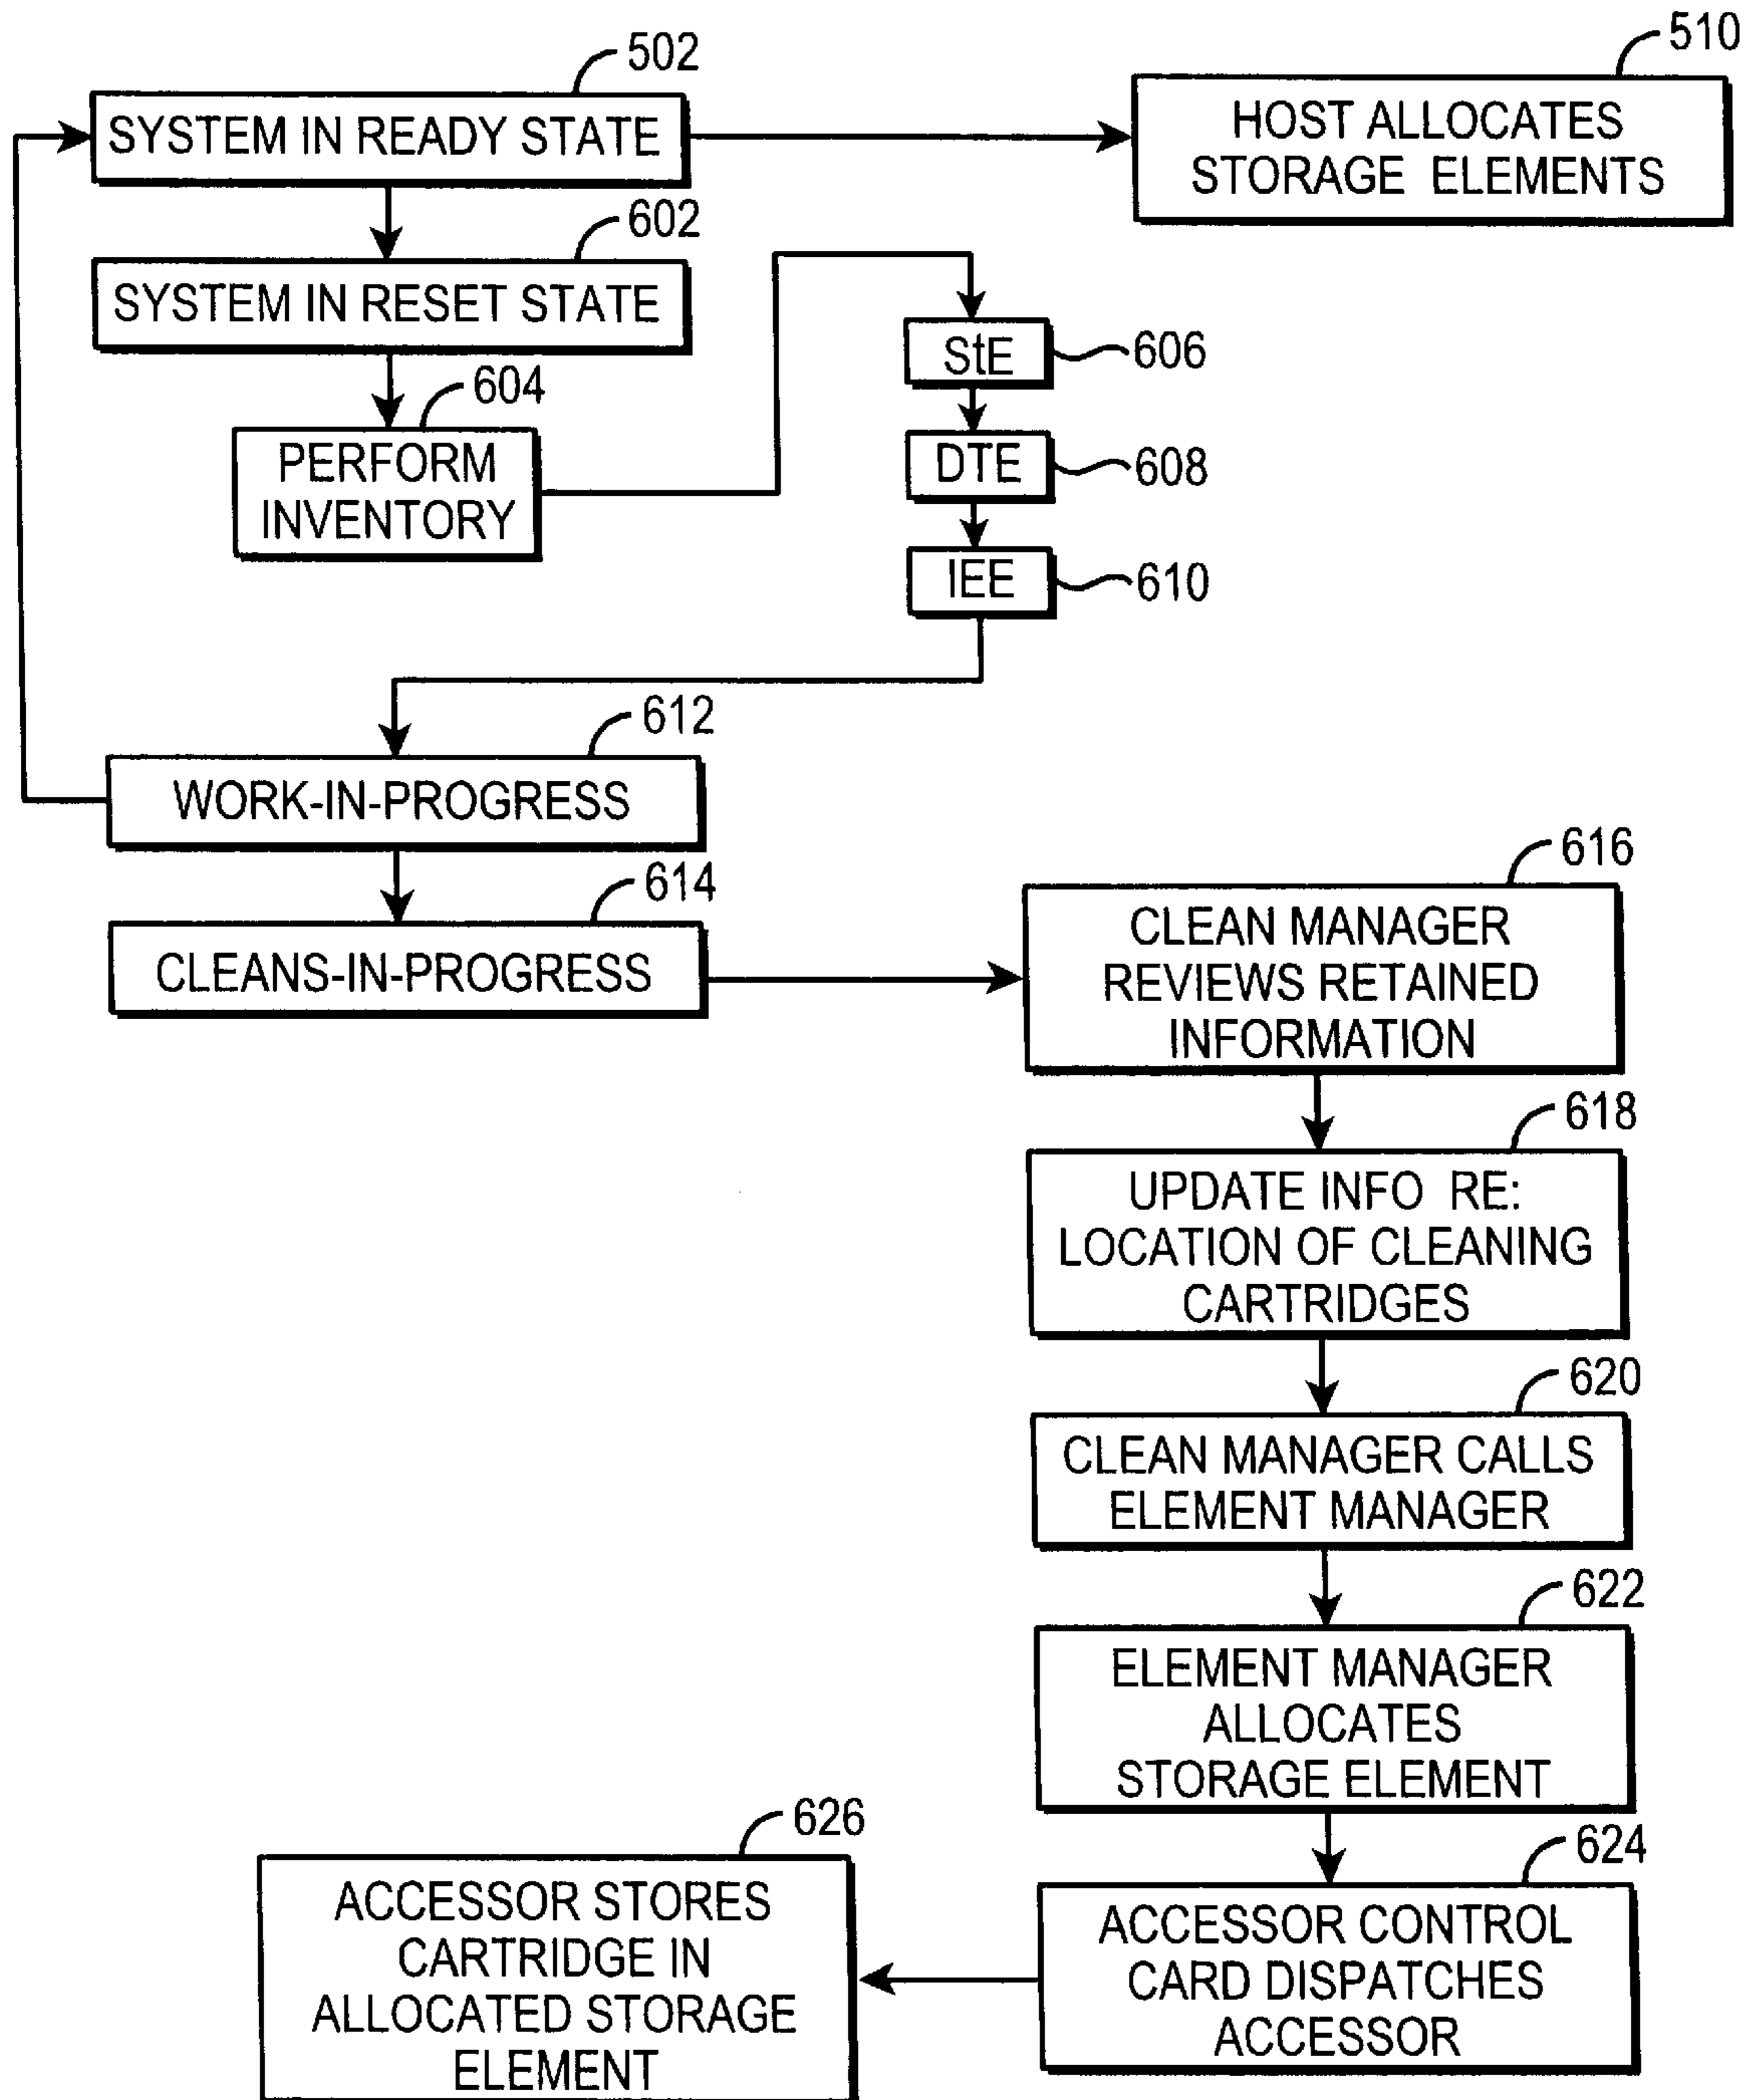 502
510
SYSTEM IN READY STATE
HOST ALLOCATES
STORAGE ELEMENTS
602
SYSTEM IN RESET STATE
StE
606
604
PERFORM
INVENTORY
DTE
608
IEE
610
612
WORK-IN-PROGRESS
614
CLEANS-IN-PROGRESS
616
CLEAN MANAGER
REVIEWS RETAINED
INFORMATION
618
UPDATE INFO RE:
LOCATION OF CLEANING
CARTRIDGES
620
CLEAN MANAGER CALLS
ELEMENT MANAGER
622
ELEMENT MANAGER
ALLOCATES
STORAGE ELEMENT
624
ACCESSOR CONTROL
CARD DISPATCHES
ACCESSOR
626
ACCESSOR STORES
CARTRIDGE IN
ALLOCATED STORAGE
ELEMENT